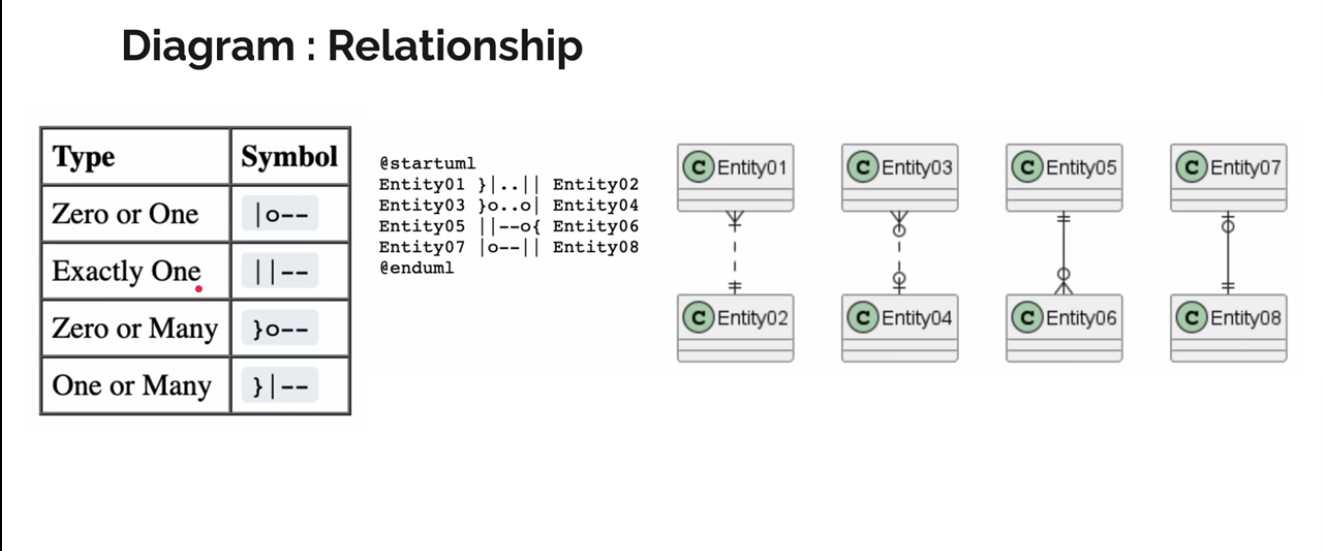 Diagram : Relationship
Type Symbol
Zero or One |o--
Exactly One ||--
Zero or Many }o--
One or Many }|--
@startuml
Entity01 }|..|| Entity02
Entity03 }o..o| Entity04
Entity05 ||--o{ Entity06
Entity07 |o--|| Entity08
@enduml
C Entity01
C Entity03
C Entity05
C Entity07
C Entity02
C Entity04
C Entity06
C Entity08